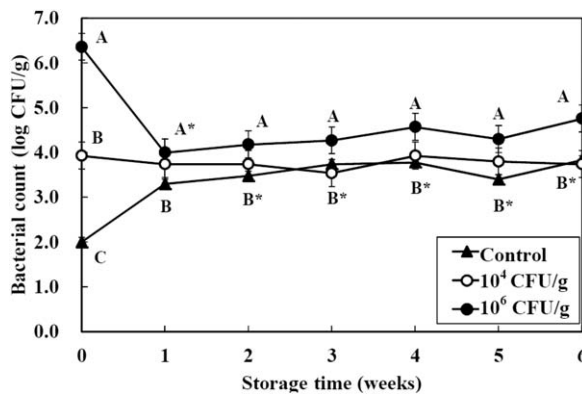 7.0
6.0
5.0
4.0
3.0
2.0
1.0
0.0
Bacterial count (log CFU/g)
A
B
C
A*
B
A
B*
A
B*
A
B*
A
B*
A
B*
0 1 2 3 4 5 6
Storage time (weeks)
Control
10⁴ CFU/g
10⁶ CFU/g